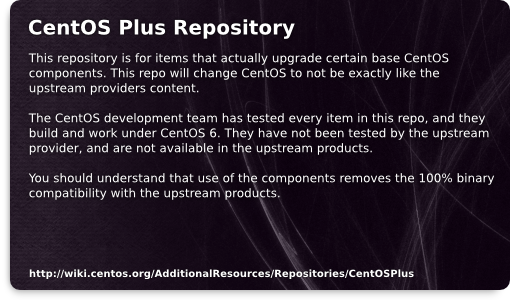 CentOS Plus Repository
This repository is for items that actually upgrade certain base CentOS
components. This repo will change CentOS to not be exactly like the
upstream providers content.
The CentOS development team has tested every item in this repo, and they
build and work under CentOS 6. They have not been tested by the upstream
provider, and are not available in the upstream products.
You should understand that use of the components removes the 100% binary
compatibility with the upstream products.
http://wiki.centos.org/AdditionalResources/Repositories/CentOSPlus